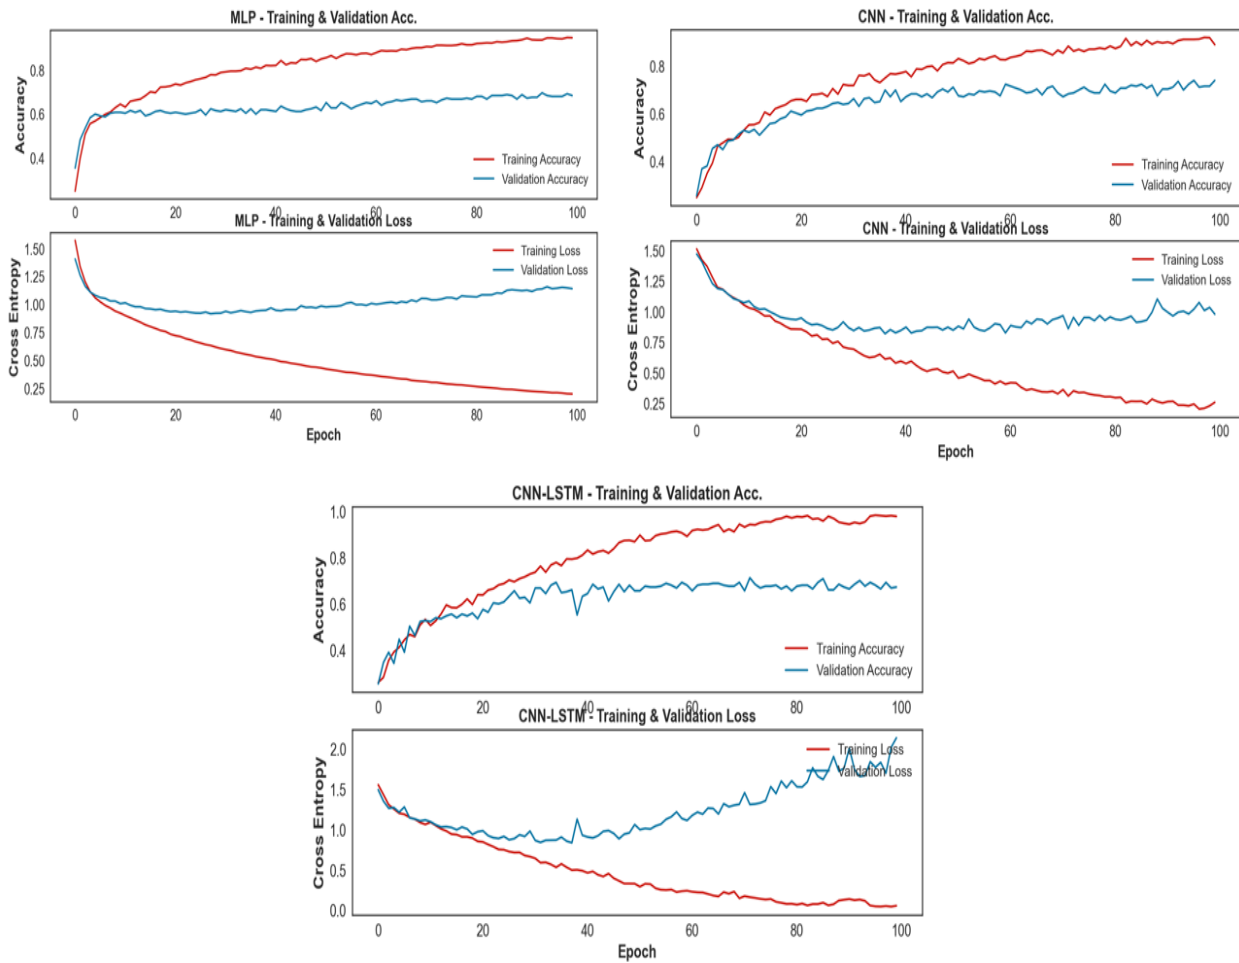 MLP - Training & Validation Acc.
Accuracy
0.8
0.6
0.4
Training Accuracy
Validation Accuracy
0 20 40 60 80 100
MLP - Training & Validation Loss
Cross Entropy
1.50
1.25
1.00
0.75
0.50
0.25
Training Loss
Validation Loss
0 20 40 60 80 100
Epoch
CNN - Training & Validation Acc.
Accuracy
0.8
0.6
0.4
Training Accuracy
Validation Accuracy
0 20 40 60 80 100
CNN - Training & Validation Loss
Cross Entropy
1.50
1.25
1.00
0.75
0.50
0.25
Training Loss
Validation Loss
0 20 40 60 80 100
Epoch
CNN-LSTM - Training & Validation Acc.
Accuracy
1.0
0.8
0.6
0.4
Training Accuracy
Validation Accuracy
0 20 40 60 80 100
CNN-LSTM - Training & Validation Loss
Cross Entropy
2.0
1.5
1.0
0.5
0.0
Training Loss
Validation Loss
0 20 40 60 80 100
Epoch